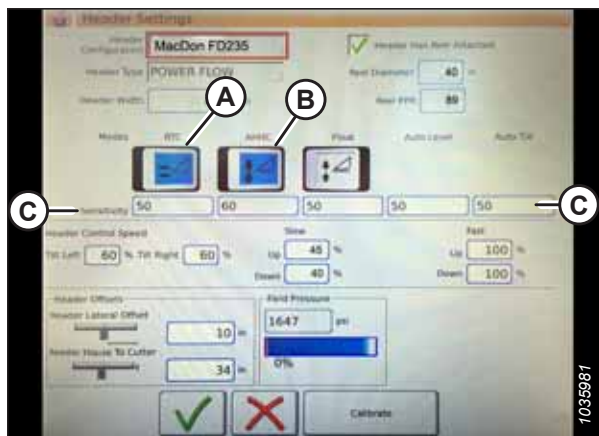 Header Settings
Header Configuration MacDon FD235 Header Has Reel Attached
Header Type POWER FLOW Reel Diameter 40 in
Header Width Reel PPR 89
A B
Modes RTC AHHC Float Auto Level Auto Tilt
C Sensitivity 50 60 50 50 50 C
Header Control Speed Slow Fast
Tilt Left 60 % Tilt Right 60 % Up 45 % Up 100 %
Down 40 % Down 100 %
Header Offsets Field Pressure
Header Lateral Offset 1647 psi
10 in
Feeder House To Cutter 0%
34 in
Calibrate
1035981